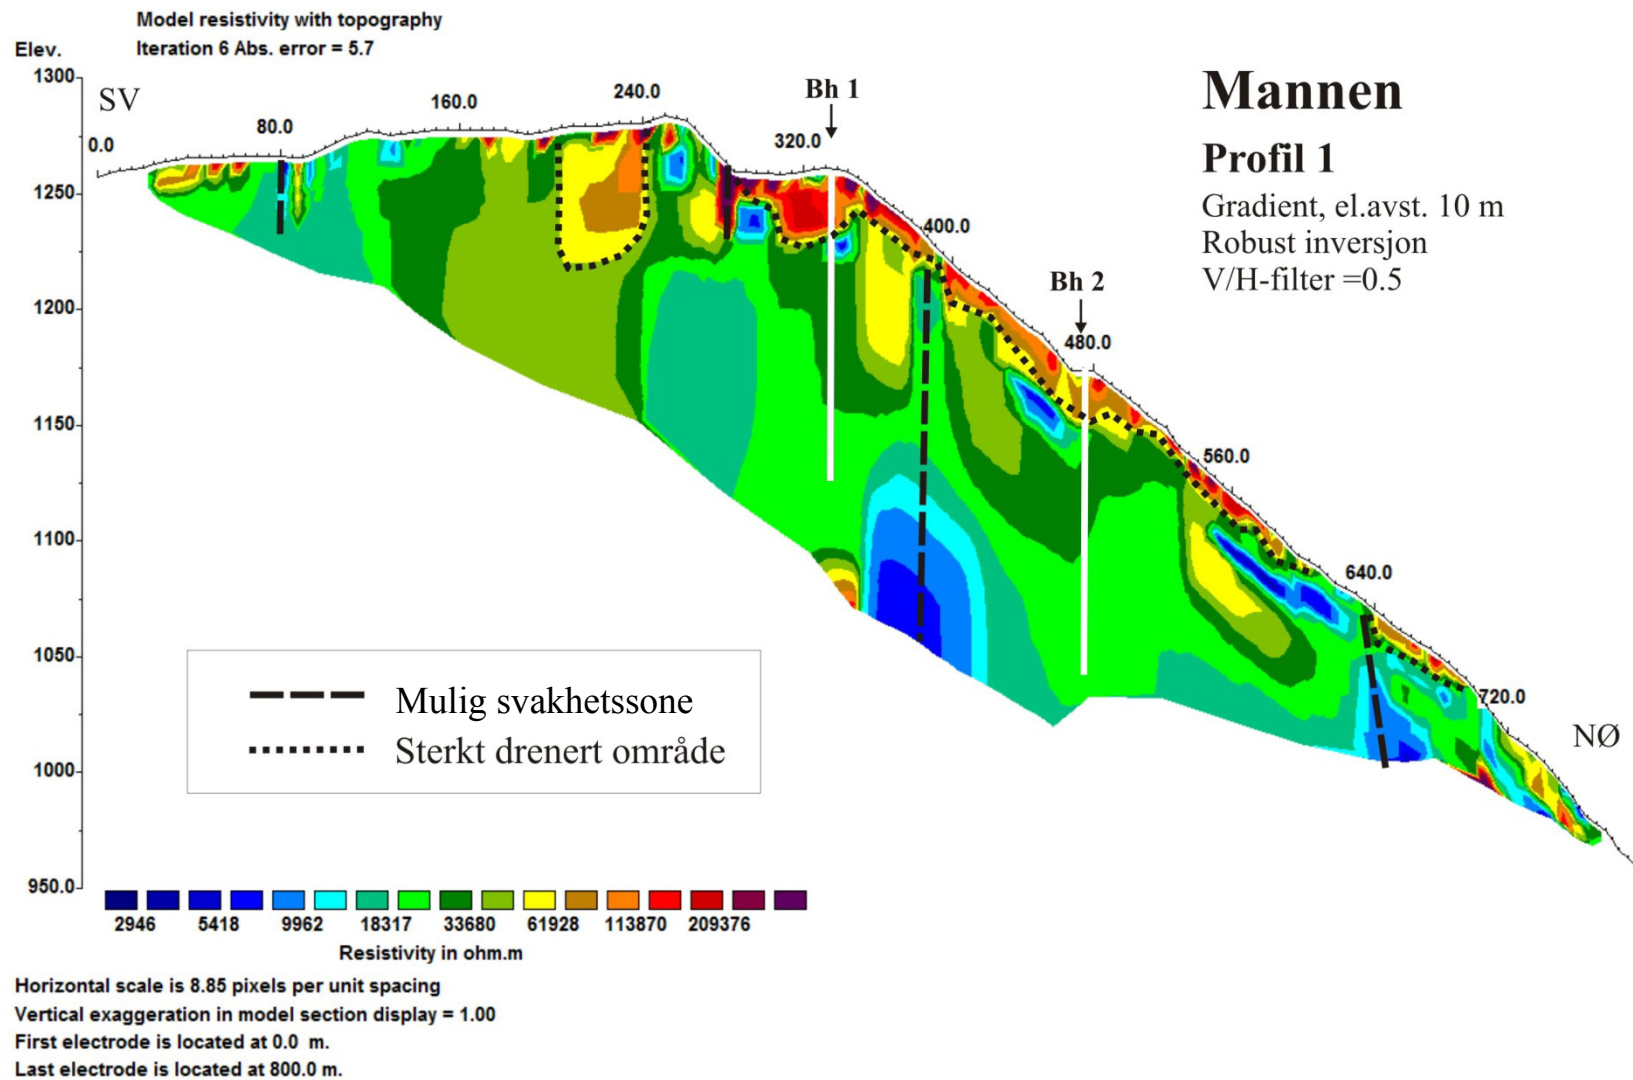 Model resistivity with topography
Iteration 6 Abs. error = 5.7
Elev.
1300
1250
1200
1150
1100
1050
1000
950.0
SV
0.0
80.0
160.0
240.0
320.0
Bh 1
400.0
Bh 2
480.0
560.0
640.0
720.0
NØ
Mannen
Profil 1
Gradient, el.avst. 10 m
Robust inversjon
V/H-filter =0.5
Mulig svakhetssone
Sterkt drenert område
2946 5418 9962 18317 33680 61928 113870 209376
Resistivity in ohm.m
Horizontal scale is 8.85 pixels per unit spacing
Vertical exaggeration in model section display = 1.00
First electrode is located at 0.0 m.
Last electrode is located at 800.0 m.